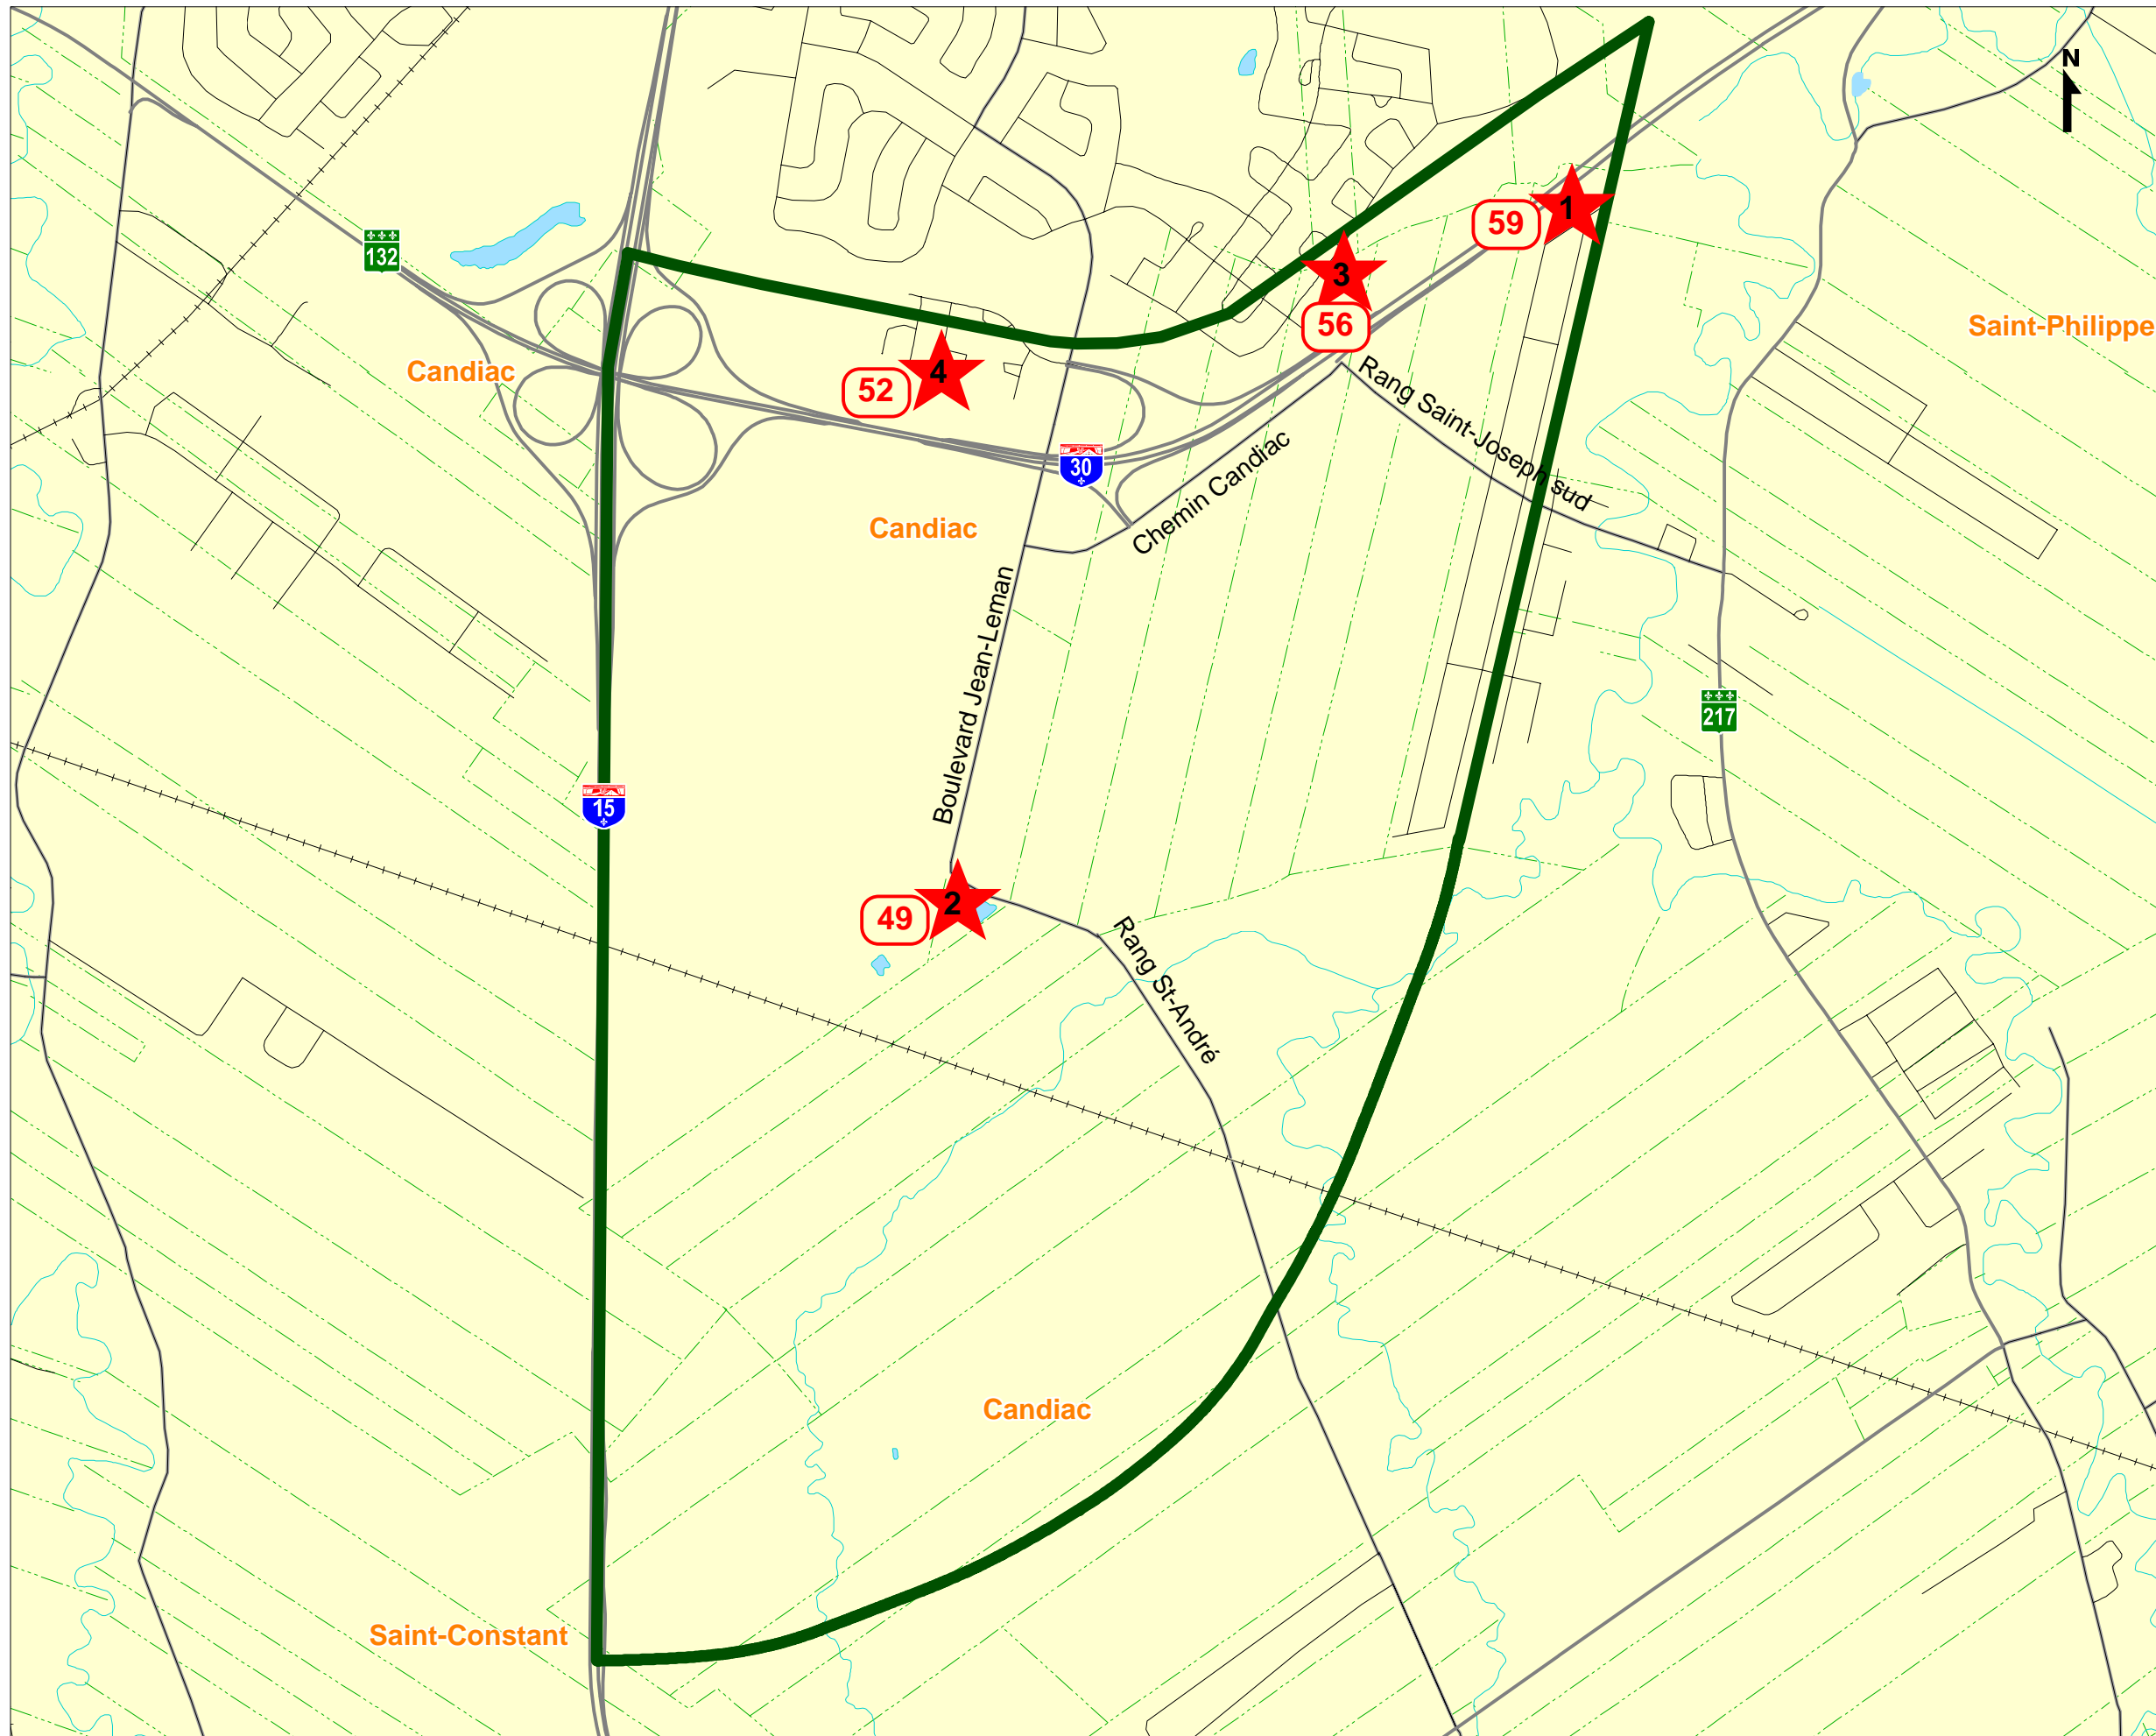 N
132
59
1
3
56
Saint-Philippe
Candiac
4
52
Rang Saint-Joseph sud
30
Chemin Candiac
Candiac
Boulevard Jean-Leman
217
15
2
49
Rang St-André
Candiac
Saint-Constant